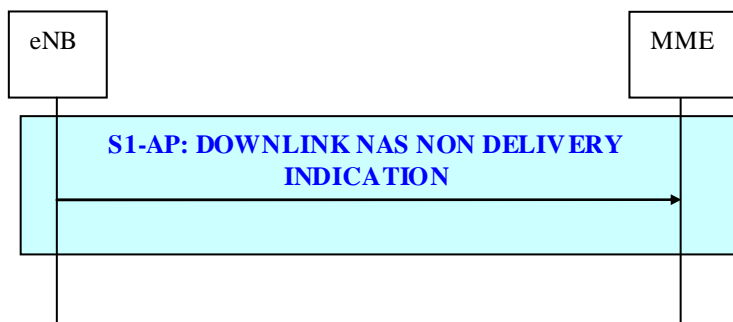 eNB
MME
S1-AP: DOWNLINK NAS NON DELIVERY
INDICATION